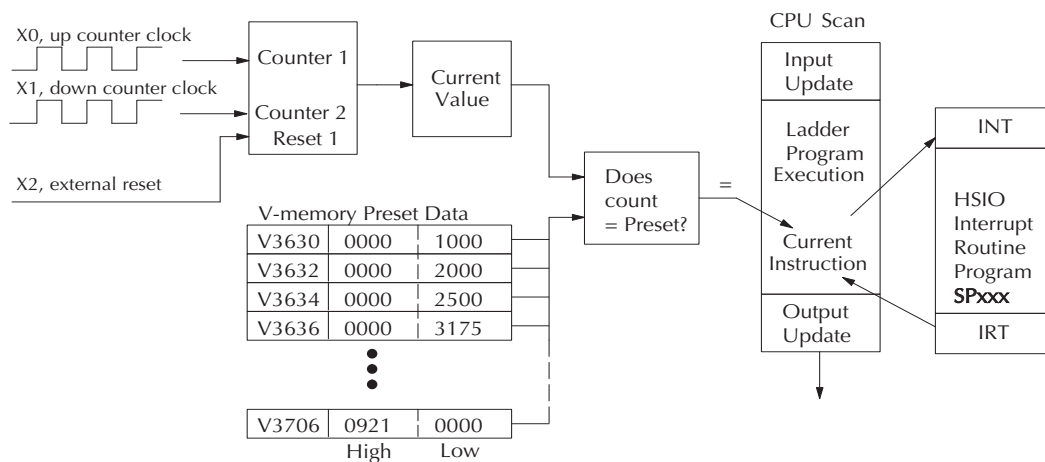 X0, up counter clock
X1, down counter clock
X2, external reset
Counter 1
Counter 2
Reset 1
Current
Value
V-memory Preset Data
V3630 0000 1000
V3632 0000 2000
V3634 0000 2500
V3636 0000 3175
V3706 0921 0000
High Low
Does
count
= Preset?
=
CPU Scan
Input
Update
Ladder
Program
Execution
Current
Instruction
Output
Update
INT
HSIO
Interrupt
Routine
Program
SPxxx
IRT